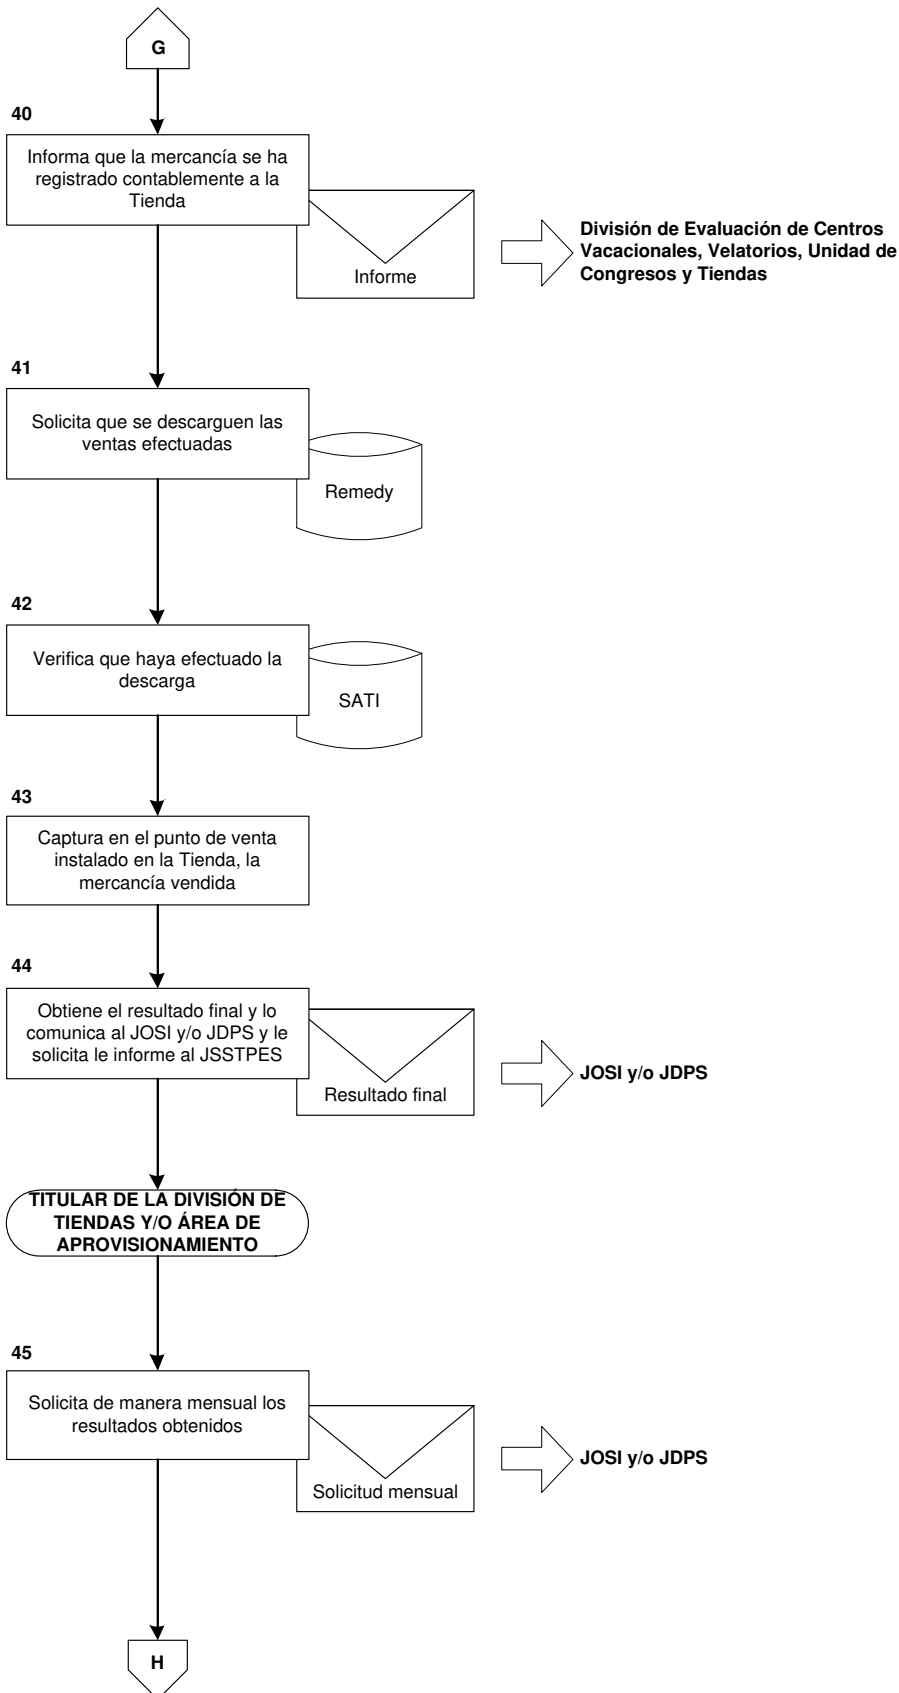 G
40
Informa que la mercancía se ha
registrado contablemente a la
Tienda
Informe
División de Evaluación de Centros
Vacacionales, Velatorios, Unidad de
Congresos y Tiendas
41
Solicita que se descarguen las
ventas efectuadas
Remedy
42
Verifica que haya efectuado la
descarga
SATI
43
Captura en el punto de venta
instalado en la Tienda, la
mercancía vendida
44
Obtiene el resultado final y lo
comunica al JOSI y/o JDPS y le
solicita le informe al JSSTPES
Resultado final
JOSI y/o JDPS
TITULAR DE LA DIVISIÓN DE
TIENDAS Y/O ÁREA DE
APROVISIONAMIENTO
45
Solicita de manera mensual los
resultados obtenidos
Solicitud mensual
JOSI y/o JDPS
H